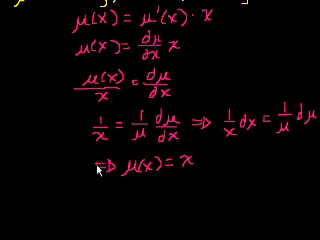 μ(x) = μ'(x) · x
μ(x) = dμ/dx x
μ(x)/x = dμ/dx
1/x = 1/μ dμ/dx ⇒ 1/x dx = 1/μ dμ
⇒ μ(x) = x